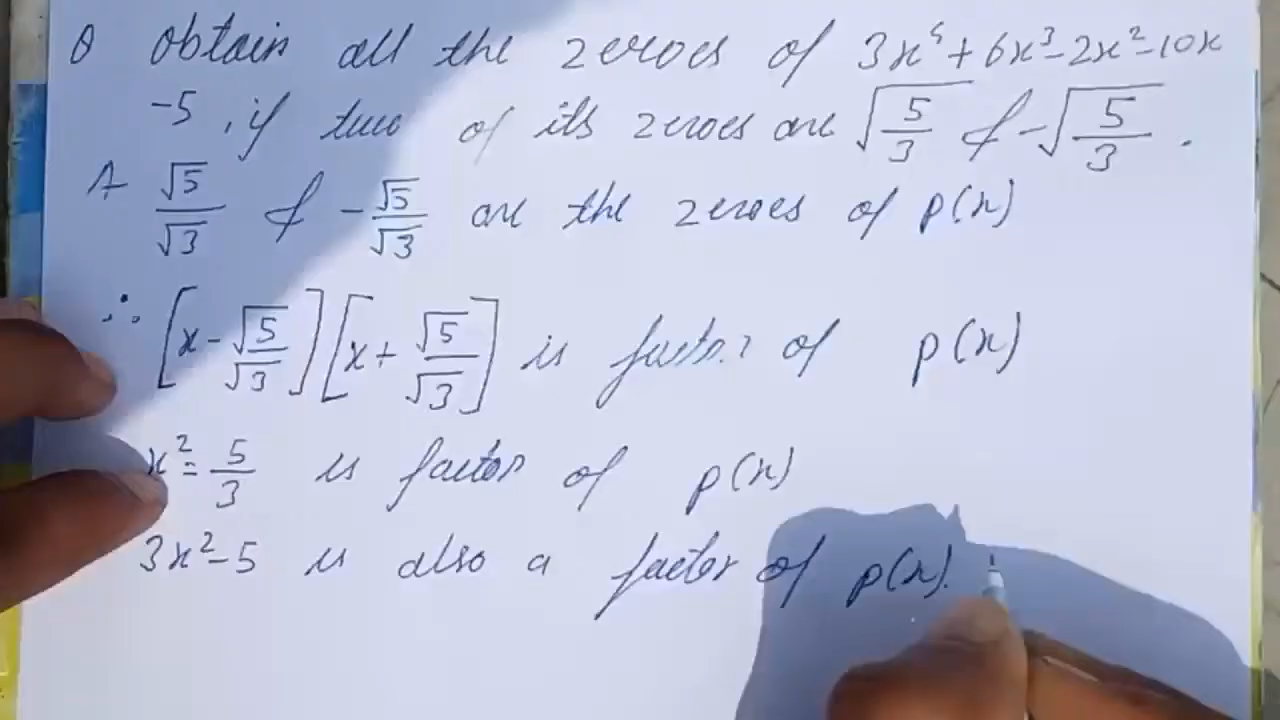 Q obtain all the zeroes of 3x⁴+6x³-2x²-10x
-5, if two of its zeroes are √5/3 & -√5/3.
A √5/√3 & -√5/√3 are the zeroes of p(x)
∴ [x-√5/√3][x+√5/√3] is factor of p(x)
x²=5/3 is factor of p(x)
3x²-5 is also a factor of p(x).